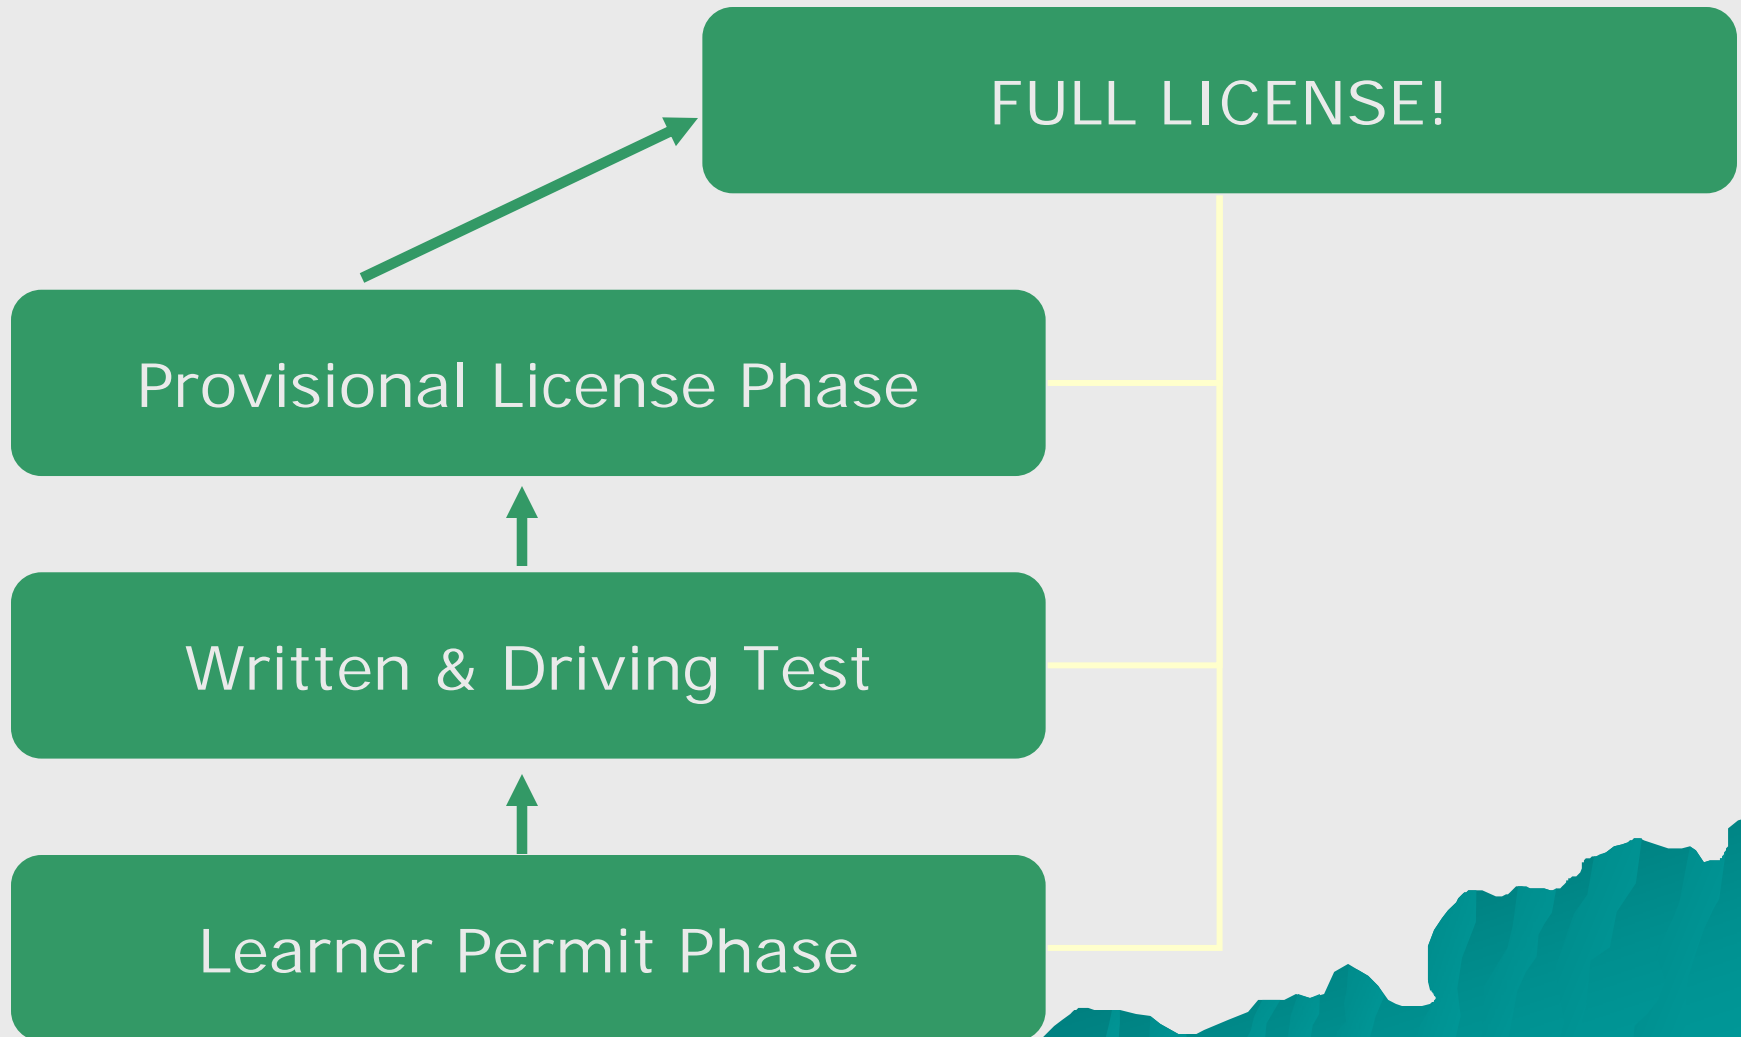 FULL LICENSE!
Provisional License Phase
Written & Driving Test
Learner Permit Phase